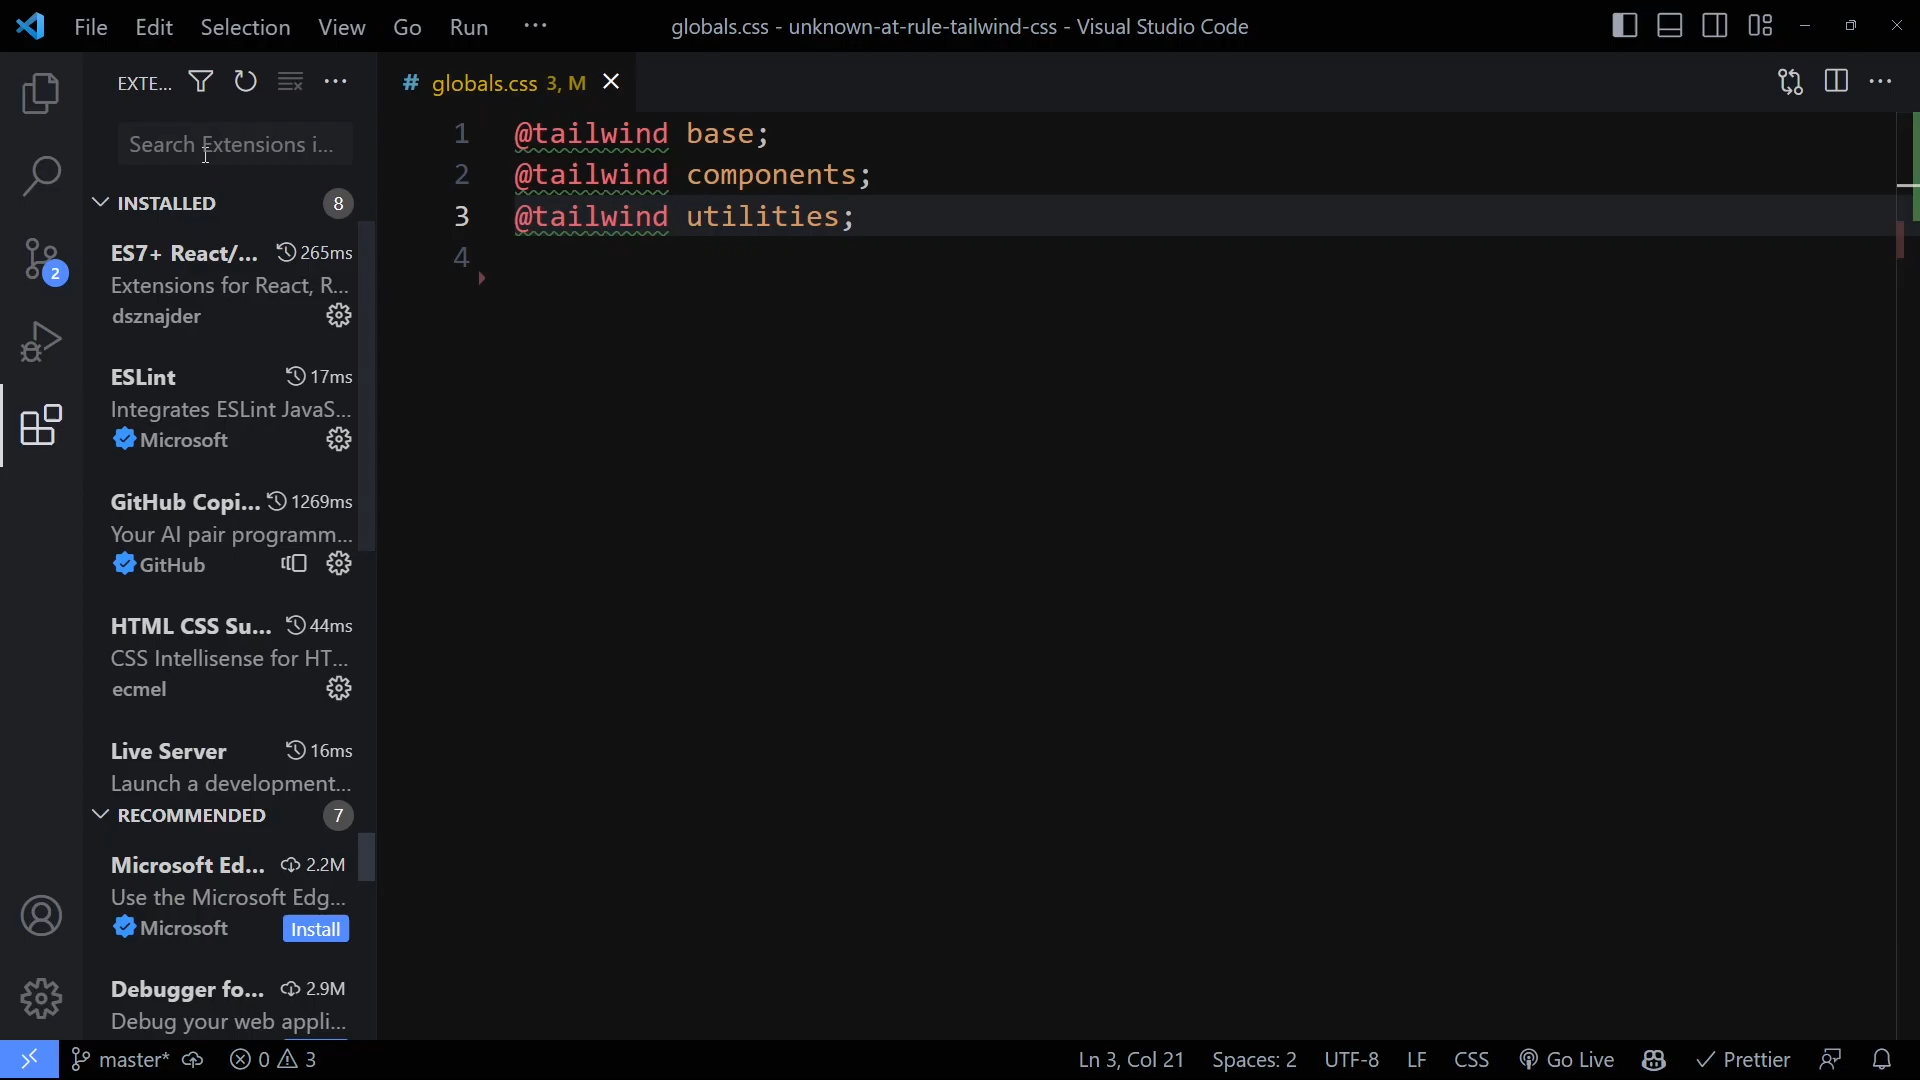 File Edit Selection View Go Run ···
globals.css - unknown-at-rule-tailwind-css - Visual Studio Code
EXTE... ···
# globals.css 3, M
Search Extensions i...
INSTALLED 8
ES7+ React/... 265ms
Extensions for React, R...
dsznajder
ESLint 17ms
Integrates ESLint JavaS...
Microsoft
GitHub Copi... 1269ms
Your AI pair programm...
GitHub
HTML CSS Su... 44ms
CSS Intellisense for HT...
ecmel
Live Server 16ms
Launch a development...
RECOMMENDED 7
Microsoft Ed... 2.2M
Use the Microsoft Edg...
Microsoft Install
Debugger fo... 2.9M
Debug your web appli...
1 @tailwind base;
2 @tailwind components;
3 @tailwind utilities;
4
2
master* 0 3
Ln 3, Col 21 Spaces: 2 UTF-8 LF CSS Go Live Prettier